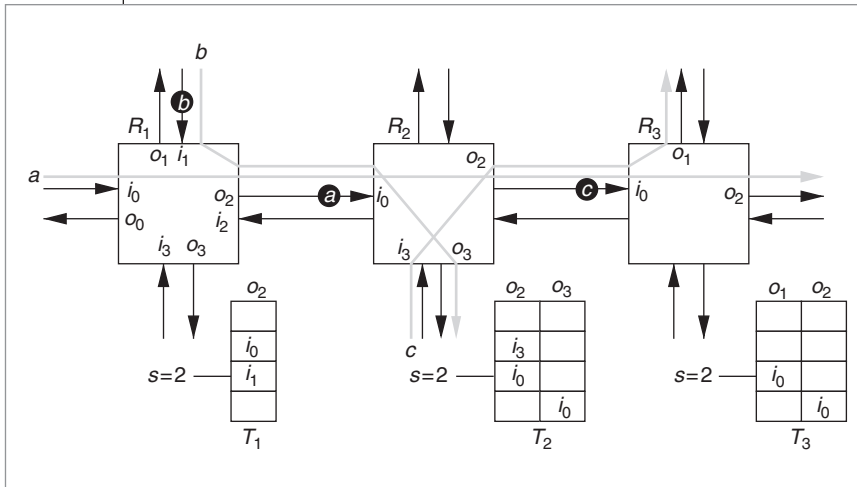 b
b
R1 R2 R3
o1 i1 o2 o1
a
i0 o2 a i0 c i0 o2
o0 i2
i3 o3 i3 o3
o2 o2 o3 o1 o2
c
i0 i3
s=2 i1 s=2 i0 s=2 i0
i0 i0
T1 T2 T3